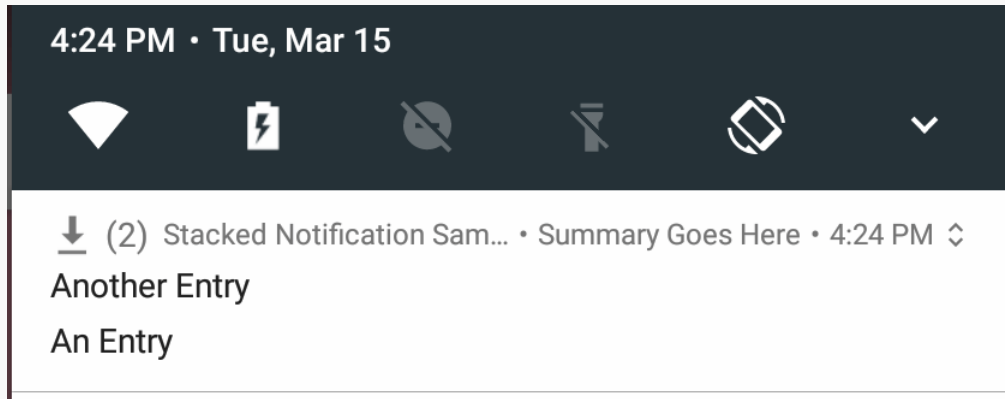 4:24 PM • Tue, Mar 15
(2) Stacked Notification Sam... • Summary Goes Here • 4:24 PM
Another Entry
An Entry